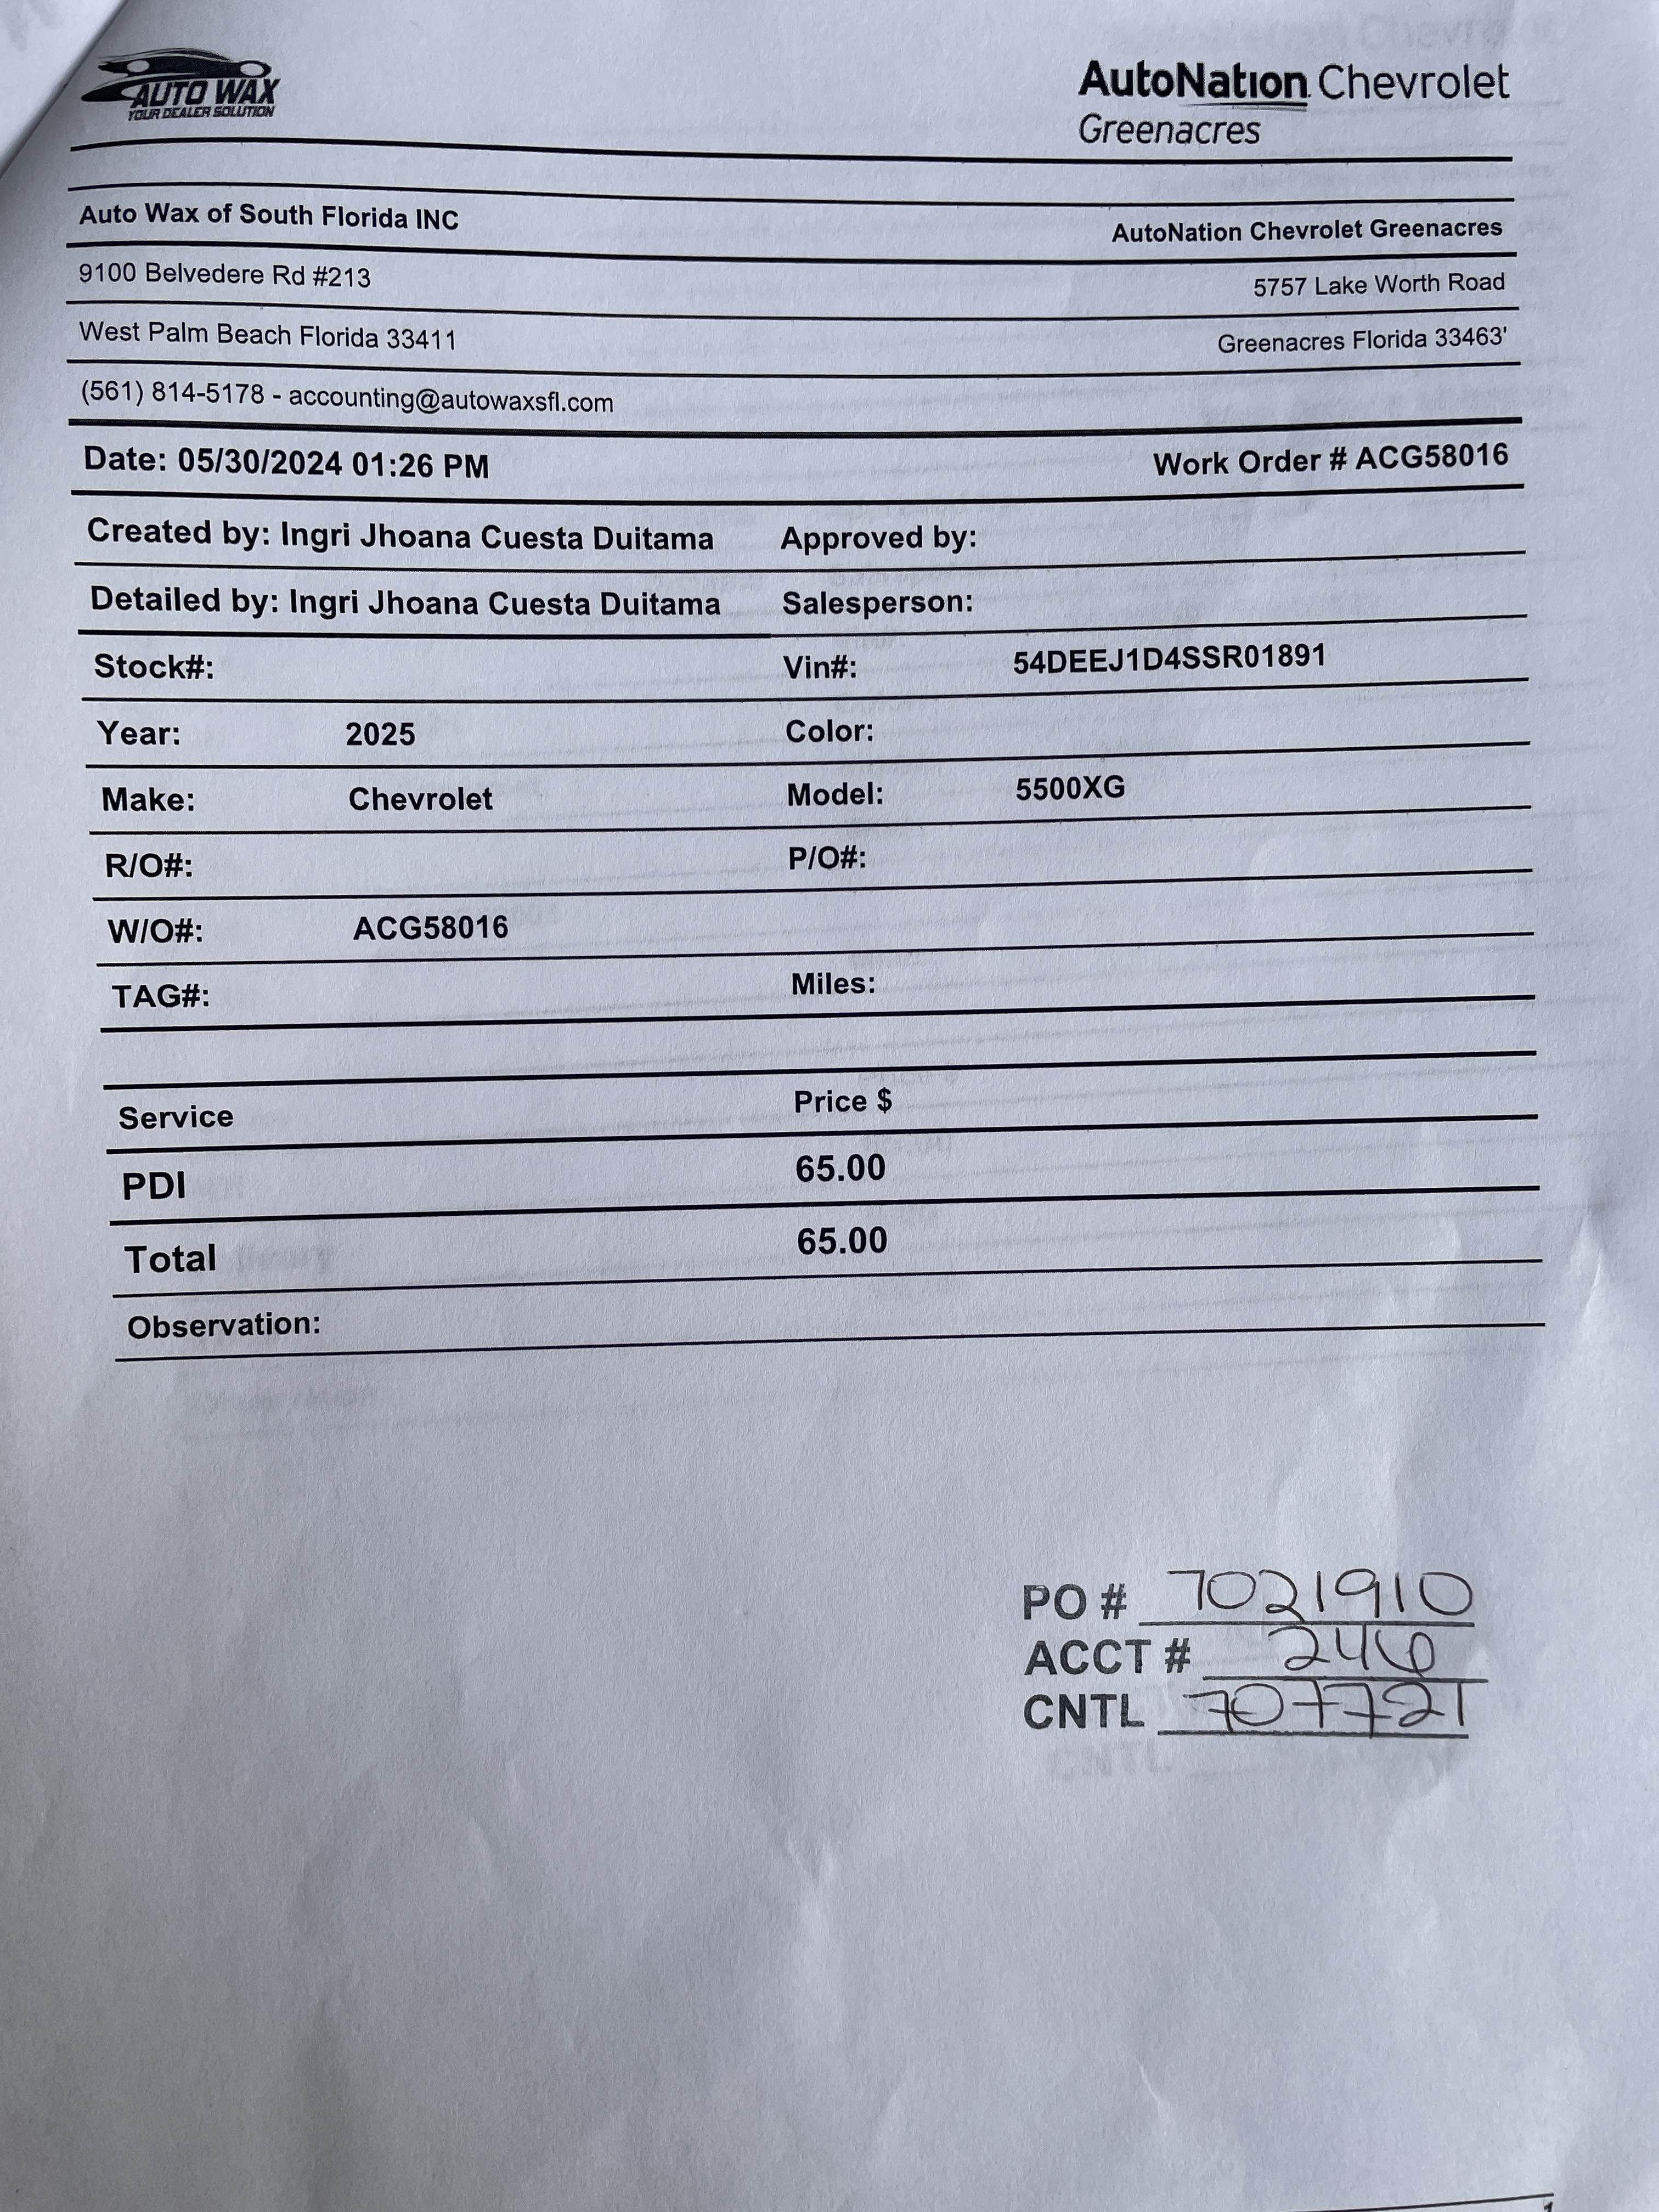 AUTO WAX
YOUR DEALER SOLUTION
AutoNation Chevrolet
Greenacres
Auto Wax of South Florida INC
AutoNation Chevrolet Greenacres
9100 Belvedere Rd #213
5757 Lake Worth Road
West Palm Beach Florida 33411
Greenacres Florida 33463'
(561) 814-5178 - accounting@autowaxsfl.com
Date: 05/30/2024 01:26 PM
Work Order # ACG58016
Created by: Ingri Jhoana Cuesta Duitama
Approved by:
Detailed by: Ingri Jhoana Cuesta Duitama
Salesperson:
Stock#:
Vin#: 54DEEJ1D4SSR01891
Year: 2025
Color:
Make: Chevrolet
Model: 5500XG
R/O#:
P/O#:
W/O#: ACG58016
TAG#:
Miles:
Service Price $
PDI 65.00
Total 65.00
Observation:
PO # 7021910
ACCT # 246
CNTL 707721